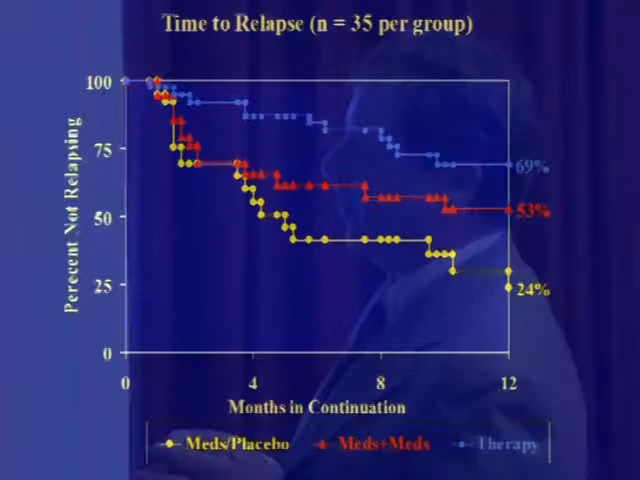 Time to Relapse (n = 35 per group)
Perecent Not Relapsing
100
75
50
25
0
69%
53%
24%
0 4 8 12
Months in Continuation
Meds/Placebo Meds+Meds Therapy